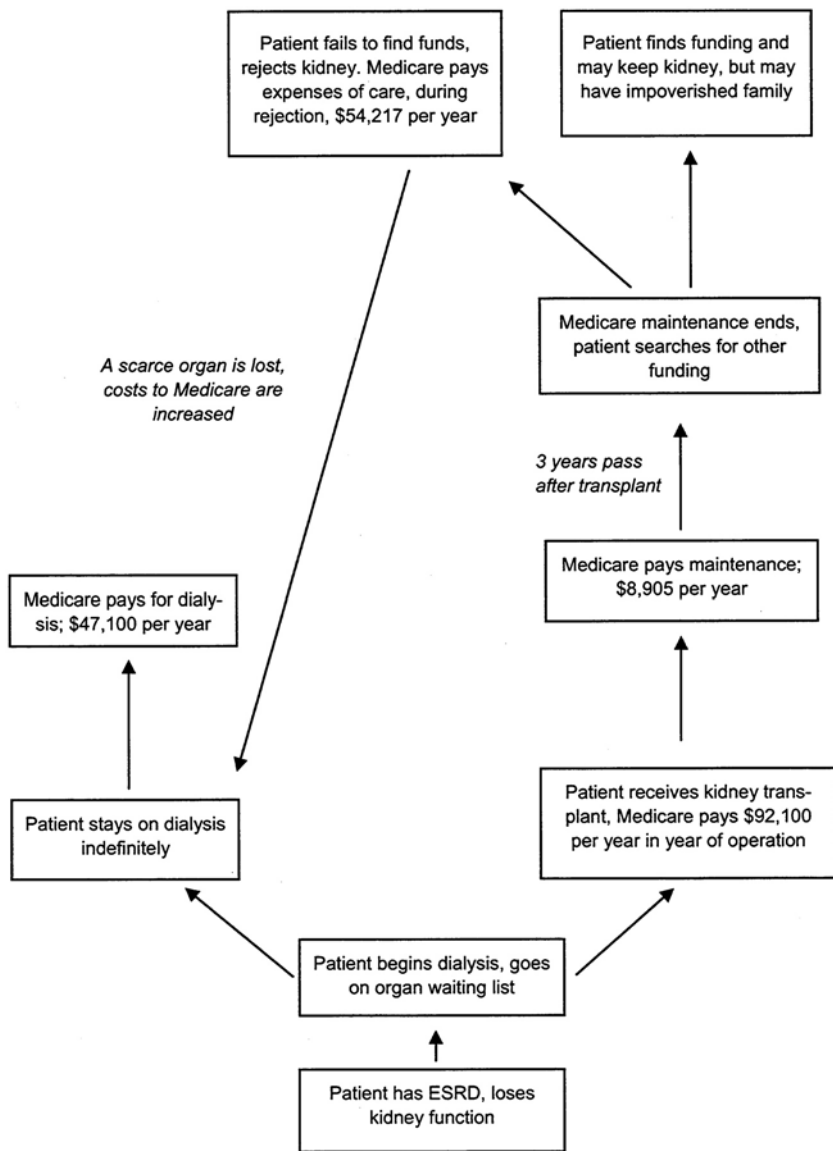 Patient fails to find funds,
rejects kidney. Medicare pays
expenses of care, during
rejection, $54,217 per year
Patient finds funding and
may keep kidney, but may
have impoverished family
Medicare maintenance ends,
patient searches for other
funding
A scarce organ is lost,
costs to Medicare are
increased
3 years pass
after transplant
Medicare pays maintenance;
$8,905 per year
Medicare pays for dialy-
sis; $47,100 per year
Patient receives kidney trans-
plant, Medicare pays $92,100
per year in year of operation
Patient stays on dialysis
indefinitely
Patient begins dialysis, goes
on organ waiting list
Patient has ESRD, loses
kidney function